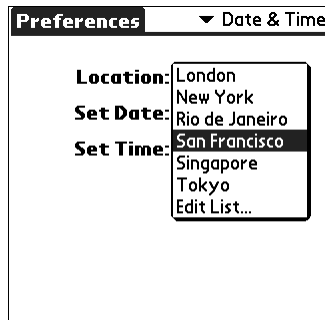 Preferences ▼ Date & Time
Location: London
New York
Set Date: Rio de Janeiro
San Francisco
Set Time: Singapore
Tokyo
Edit List...